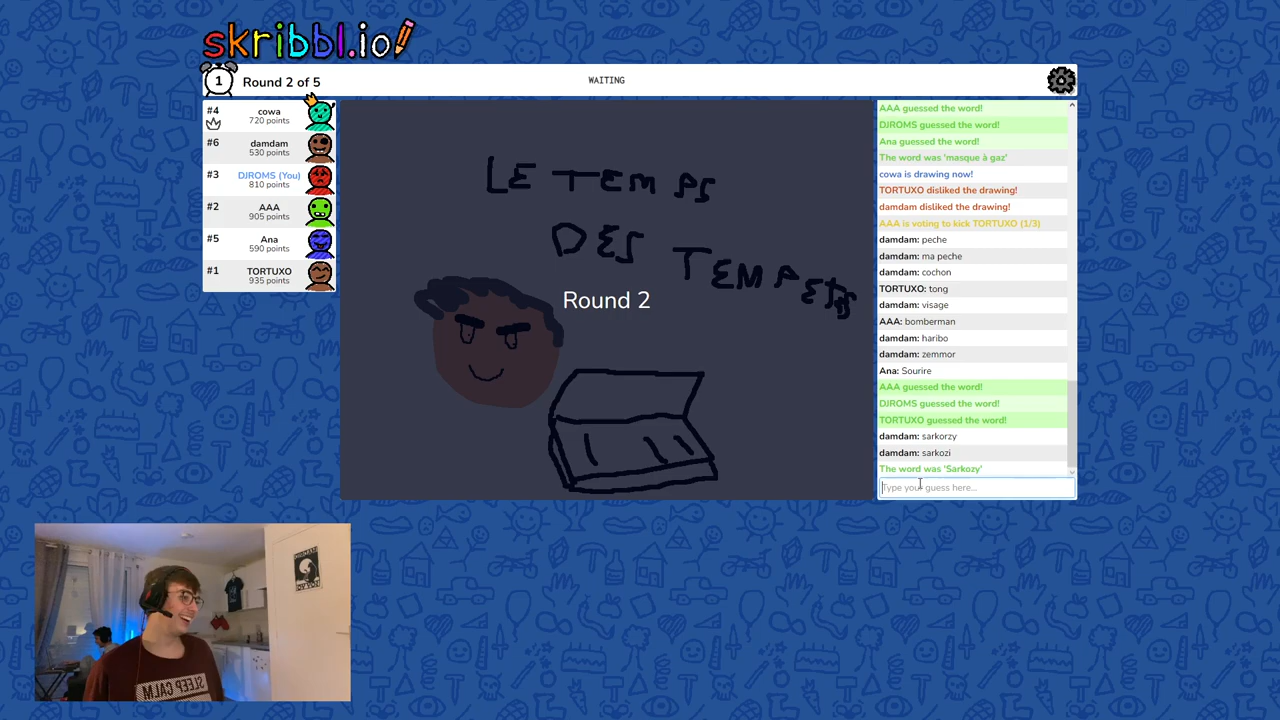 skribbl.io
1
Round 2 of 5
WAITING
#4
cowa
720 points
#6
damdam
530 points
#3
DJROMS (You)
810 points
#2
AAA
905 points
#5
Ana
590 points
#1
TORTUXO
935 points
LE TEMPS
DES TEMPETES
Round 2
AAA guessed the word!
DJROMS guessed the word!
Ana guessed the word!
The word was 'masque à gaz'
cowa is drawing now!
TORTUXO disliked the drawing!
damdam disliked the drawing!
AAA is voting to kick TORTUXO (1/3)
damdam: peche
damdam: ma peche
damdam: cochon
TORTUXO: tong
damdam: visage
AAA: bomberman
damdam: haribo
damdam: zemmor
Ana: Sourire
AAA guessed the word!
DJROMS guessed the word!
TORTUXO guessed the word!
damdam: sarkorzy
damdam: sarkozi
The word was 'Sarkozy'
Type your guess here...
SLEEP CALM